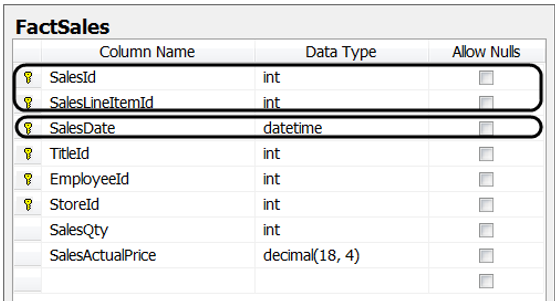 FactSales
Column Name Data Type Allow Nulls
SalesId int
SalesLineItemId int
SalesDate datetime
TitleId int
EmployeeId int
StoreId int
SalesQty int
SalesActualPrice decimal(18, 4)